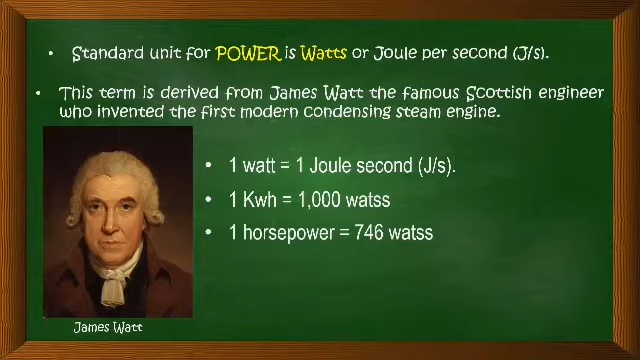 • Standard unit for POWER is Watts or Joule per second (J/s).
• This term is derived from James Watt the famous Scottish engineer
who invented the first modern condensing steam engine.
• 1 watt = 1 Joule second (J/s).
• 1 Kwh = 1,000 watss
• 1 horsepower = 746 watss
James Watt